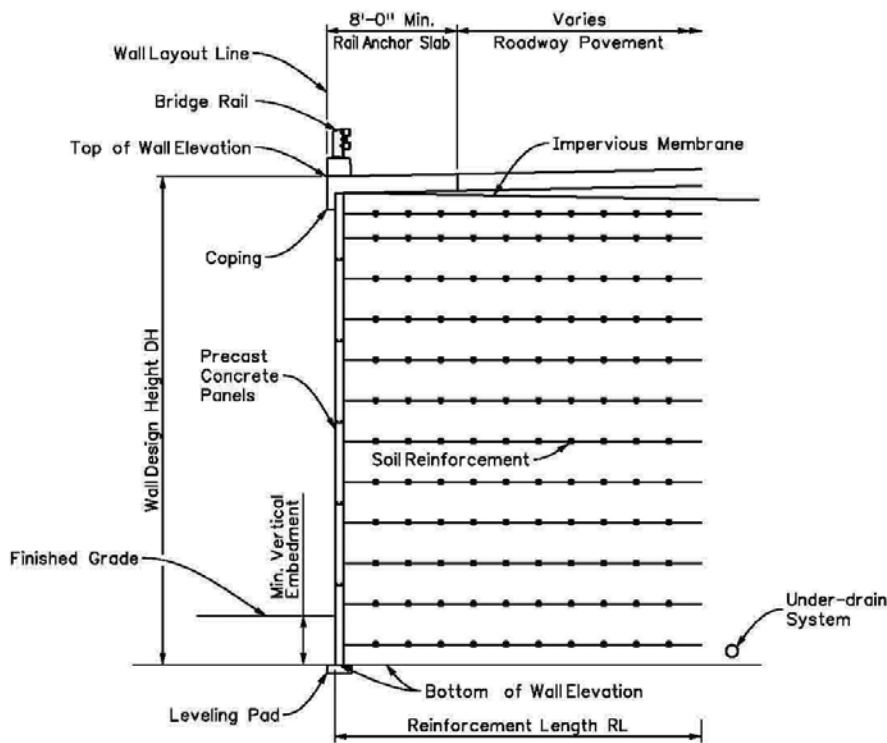 8'-0" Min.
Varies
Rail Anchor Slab
Roadway Pavement
Wall Layout Line
Bridge Rail
Top of Wall Elevation
Impervious Membrane
Coping
Wall Design Height DH
Precast
Concrete
Panels
Soil Reinforcement
Min. Vertical
Embedment
Finished Grade
Under-drain
System
Bottom of Wall Elevation
Leveling Pad
Reinforcement Length RL